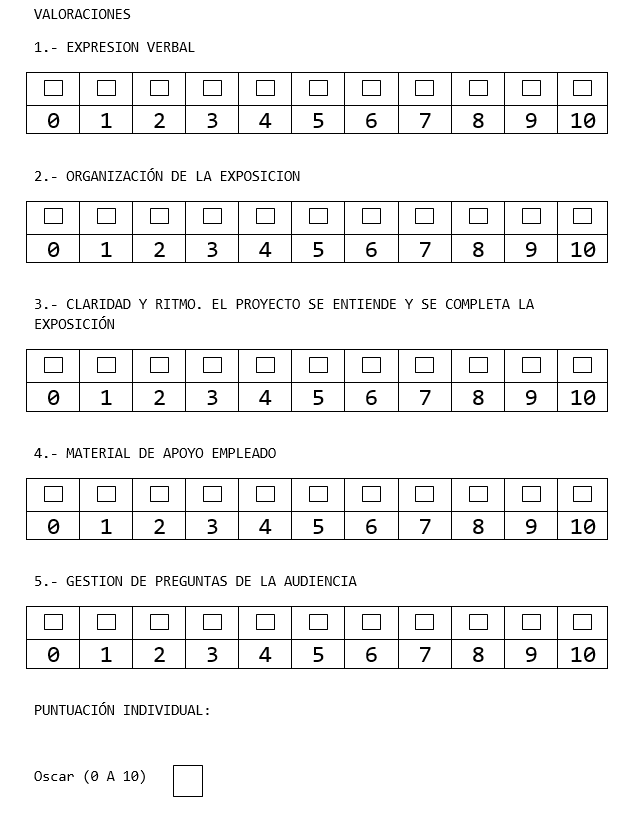 VALORACIONES
1.- EXPRESION VERBAL
0 1 2 3 4 5 6 7 8 9 10
2.- ORGANIZACIÓN DE LA EXPOSICION
0 1 2 3 4 5 6 7 8 9 10
3.- CLARIDAD Y RITMO. EL PROYECTO SE ENTIENDE Y SE COMPLETA LA
EXPOSICIÓN
0 1 2 3 4 5 6 7 8 9 10
4.- MATERIAL DE APOYO EMPLEADO
0 1 2 3 4 5 6 7 8 9 10
5.- GESTION DE PREGUNTAS DE LA AUDIENCIA
0 1 2 3 4 5 6 7 8 9 10
PUNTUACIÓN INDIVIDUAL:
Oscar (0 A 10)